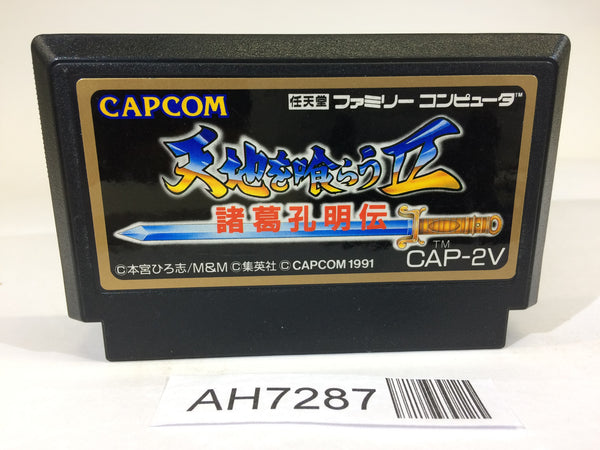 CAPCOM
任天堂 ファミリー コンピュータ™
天地を喰らうⅡ
諸葛孔明伝
TM
CAP-2V
©本宮ひろ志/M&M ©集英社 ©CAPCOM 1991
AH7287